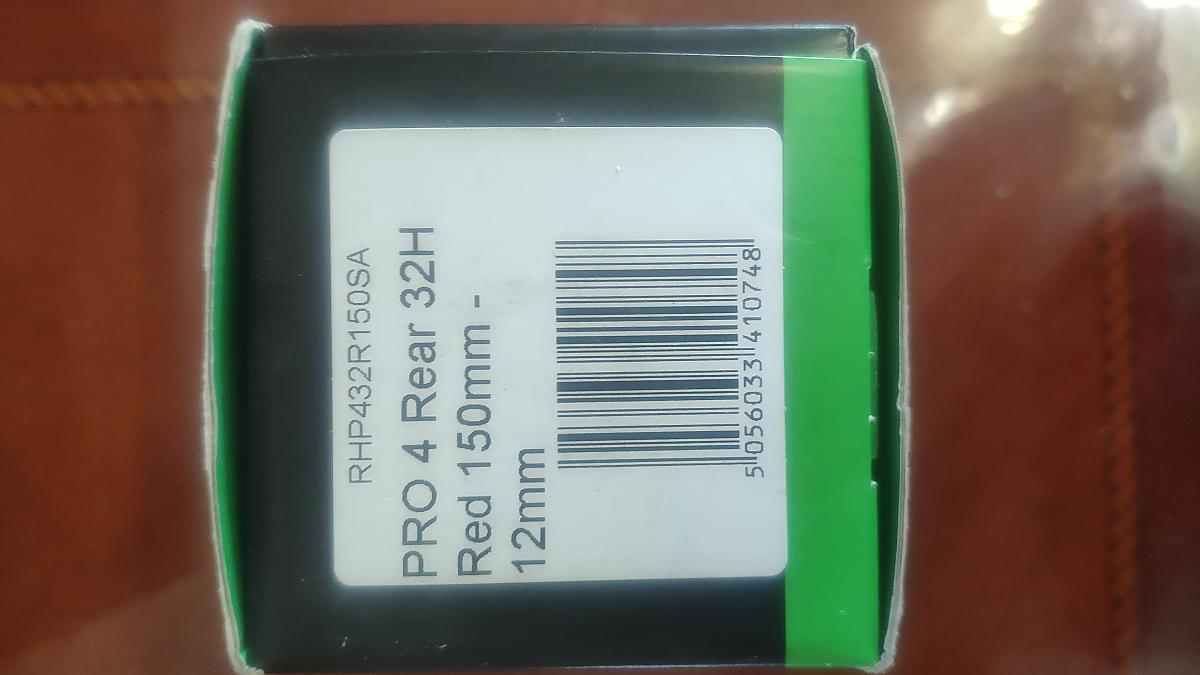 RHP432R150SA
PRO 4 Rear 32H
Red 150mm -
12mm
5 056033 410748